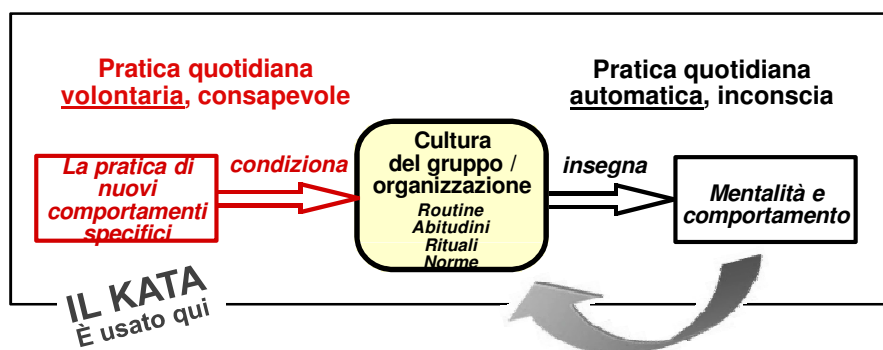 Pratica quotidiana
volontaria, consapevole
Pratica quotidiana
automatica, inconscia
La pratica di
nuovi
comportamenti
specifici
condiziona
Cultura
del gruppo /
organizzazione
Routine
Abitudini
Rituali
Norme
insegna
Mentalità e
comportamento
IL KATA
È usato qui